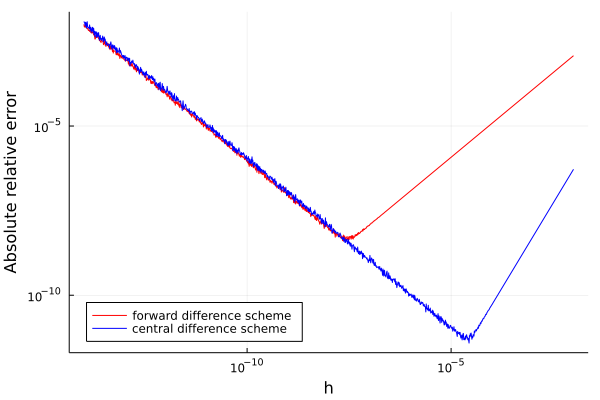 Absolute relative error
10⁻⁵
10⁻¹⁰
forward difference scheme
central difference scheme
10⁻¹⁰ 10⁻⁵
h